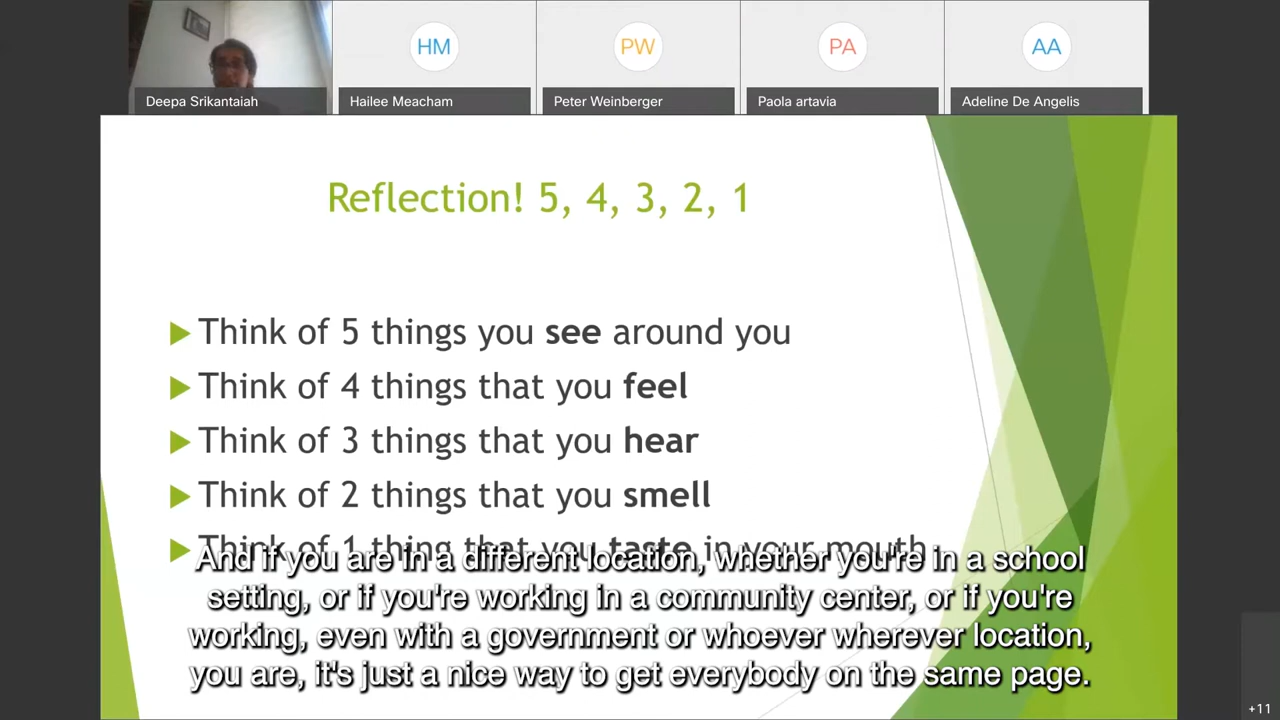 HM
PW
PA
AA
Deepa Srikantaiah
Hailee Meacham
Peter Weinberger
Paola artavia
Adeline De Angelis
Reflection! 5, 4, 3, 2, 1
Think of 5 things you see around you
Think of 4 things that you feel
Think of 3 things that you hear
Think of 2 things that you smell
Think of 1 thing that you taste in your mouth
And if you are in a different location, whether you're in a school
setting, or if you're working in a community center, or if you're
working, even with a government or whoever wherever location,
you are, it's just a nice way to get everybody on the same page.
+11